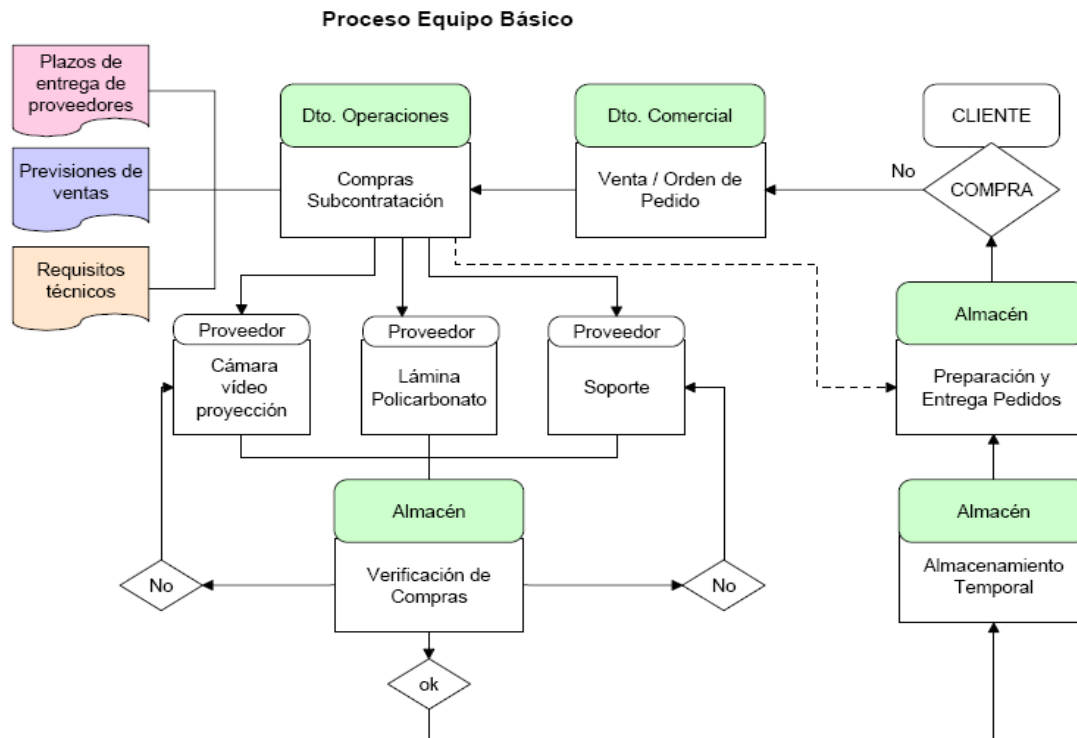 Proceso Equipo Básico
Plazos de
entrega de
proveedores
Dto. Operaciones
Dto. Comercial
CLIENTE
Previsiones de
ventas
Compras
Subcontratación
Venta / Orden de
Pedido
No
COMPRA
Requisitos
técnicos
Almacén
Proveedor
Proveedor
Proveedor
Cámara
vídeo
proyección
Lámina
Policarbonato
Soporte
Preparación y
Entrega Pedidos
Almacén
Almacén
No
Verificación de
Compras
No
Almacenamiento
Temporal
ok